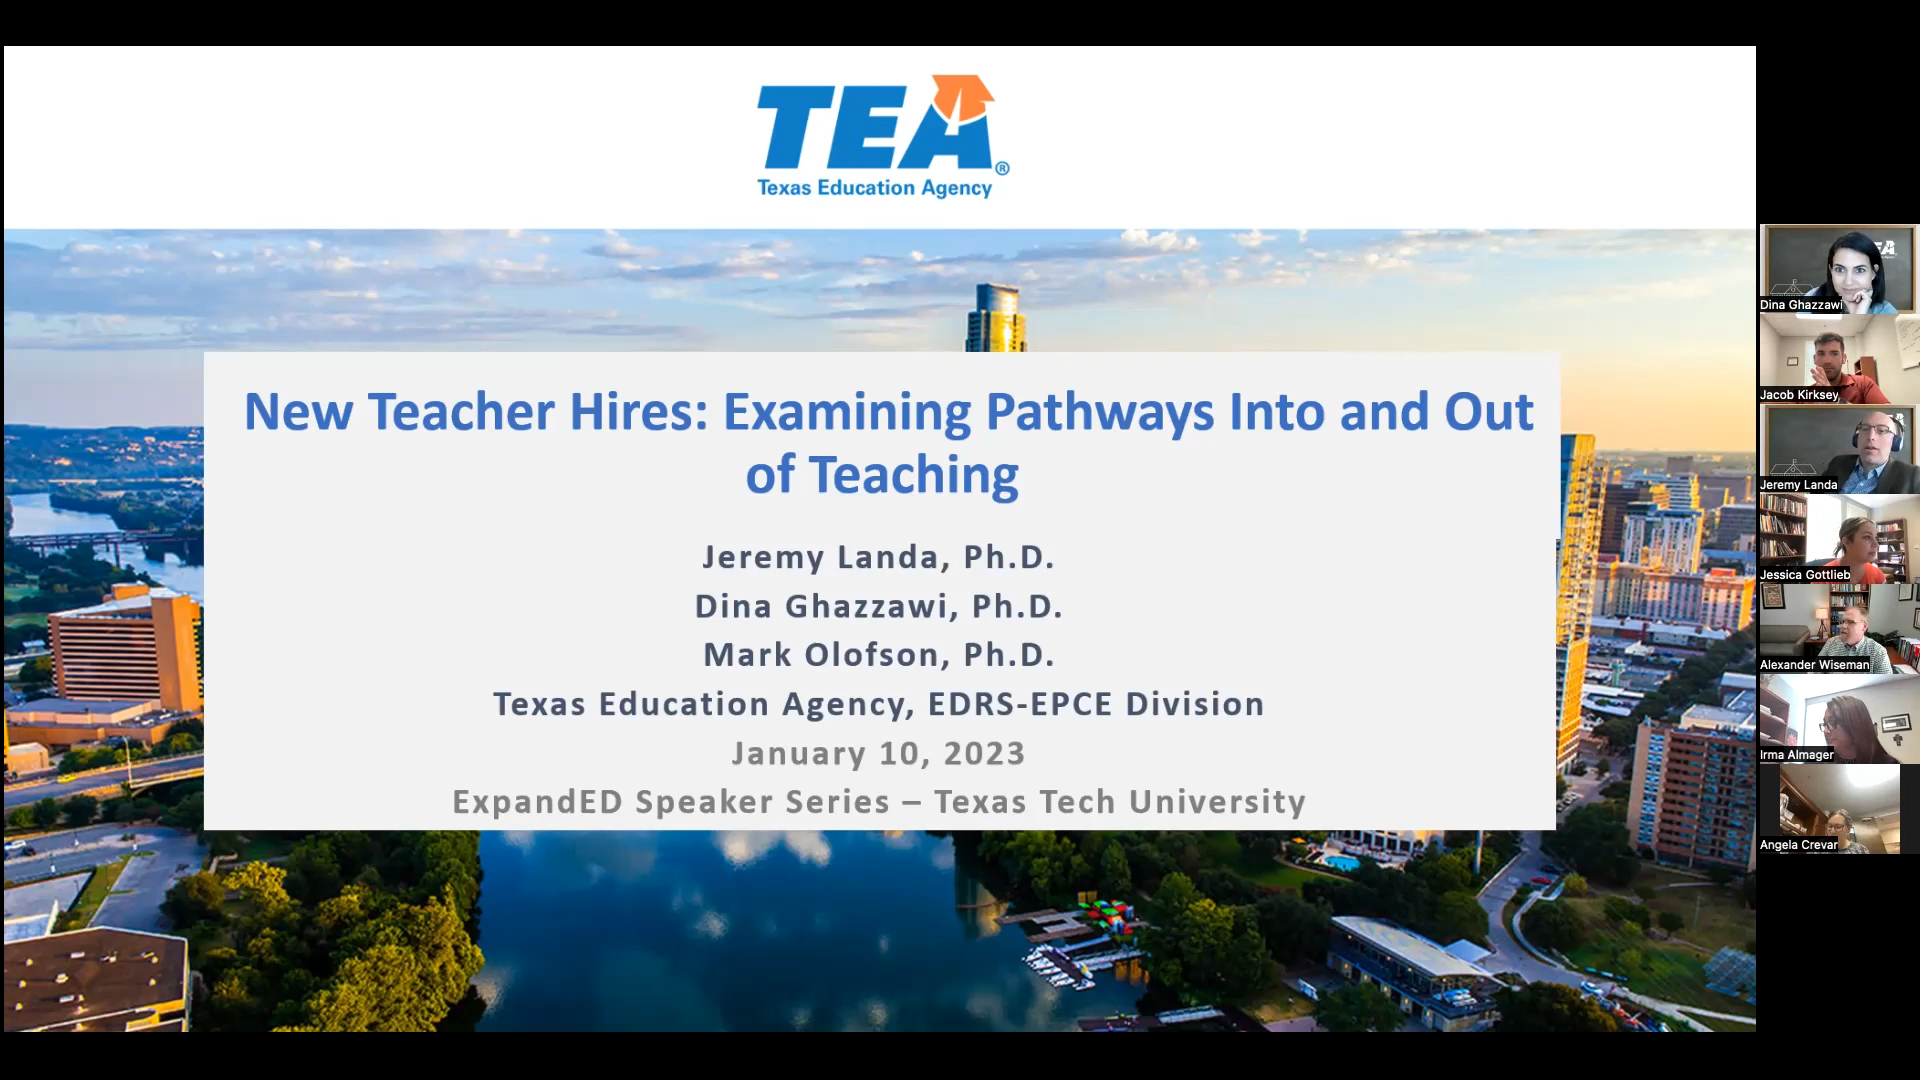 TEA®
Texas Education Agency
New Teacher Hires: Examining Pathways Into and Out
of Teaching
Jeremy Landa, Ph.D.
Dina Ghazzawi, Ph.D.
Mark Olofson, Ph.D.
Texas Education Agency, EDRS-EPCE Division
January 10, 2023
ExpandED Speaker Series – Texas Tech University
Dina Ghazzawi
Jacob Kirksey
Jeremy Landa
Jessica Gottlieb
Alexander Wiseman
Irma Almager
Angela Crevar